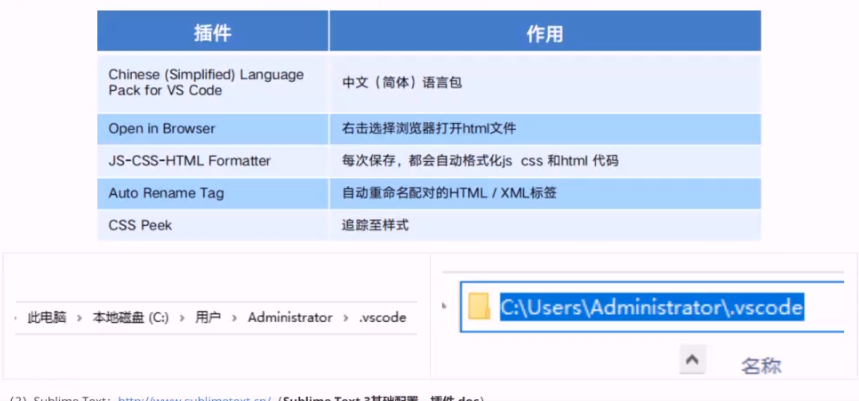 插件 作用
Chinese (Simplified) Language
Pack for VS Code
中文（简体）语言包
Open in Browser 右击选择浏览器打开html文件
JS-CSS-HTML Formatter 每次保存，都会自动格式化js css 和html 代码
Auto Rename Tag 自动重命名配对的HTML / XML标签
CSS Peek 追踪至样式
此电脑 › 本地磁盘 (C:) › 用户 › Administrator › .vscode
C:\Users\Administrator\.vscode
名称
（2）Sublime Text：http://www.sublimetext.cn/（Sublime Text 3基础配置、插件.doc）